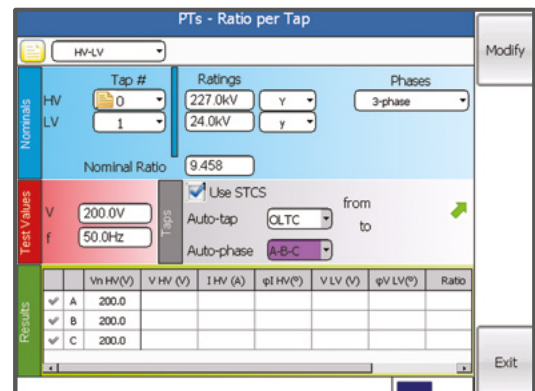 PTs - Ratio per Tap
Modify
HV-LV
Tap # Ratings Phases
Nominals
HV 0 227.0kV Y 3-phase
LV 1 24.0kV y
Nominal Ratio 9.458
Test Values
Taps
Use STCS
V 200.0V Auto-tap OLTC from
to
f 50.0Hz Auto-phase A-B-C
Results
Vn HV(V) V HV (V) I HV (A) φI HV(º) V LV (V) φV LV(º) Ratio
A 200.0
B 200.0
C 200.0
Exit